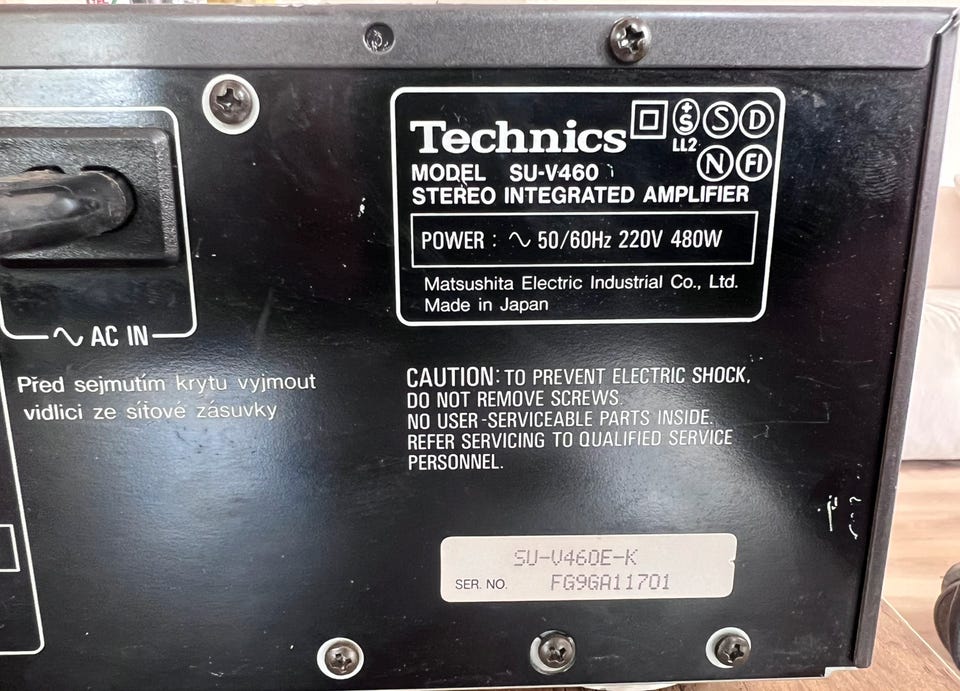 Technics
S
S
D
LL2
N
FI
MODEL SU-V460
STEREO INTEGRATED AMPLIFIER
POWER : ∿ 50/60Hz 220V 480W
Matsushita Electric Industrial Co., Ltd.
Made in Japan
∿ AC IN
Před sejmutím krytu vyjmout
vidlici ze síťové zásuvky
CAUTION: TO PREVENT ELECTRIC SHOCK,
DO NOT REMOVE SCREWS.
NO USER-SERVICEABLE PARTS INSIDE.
REFER SERVICING TO QUALIFIED SERVICE
PERSONNEL.
SU-V460E-K
SER. NO. FG9GA11701